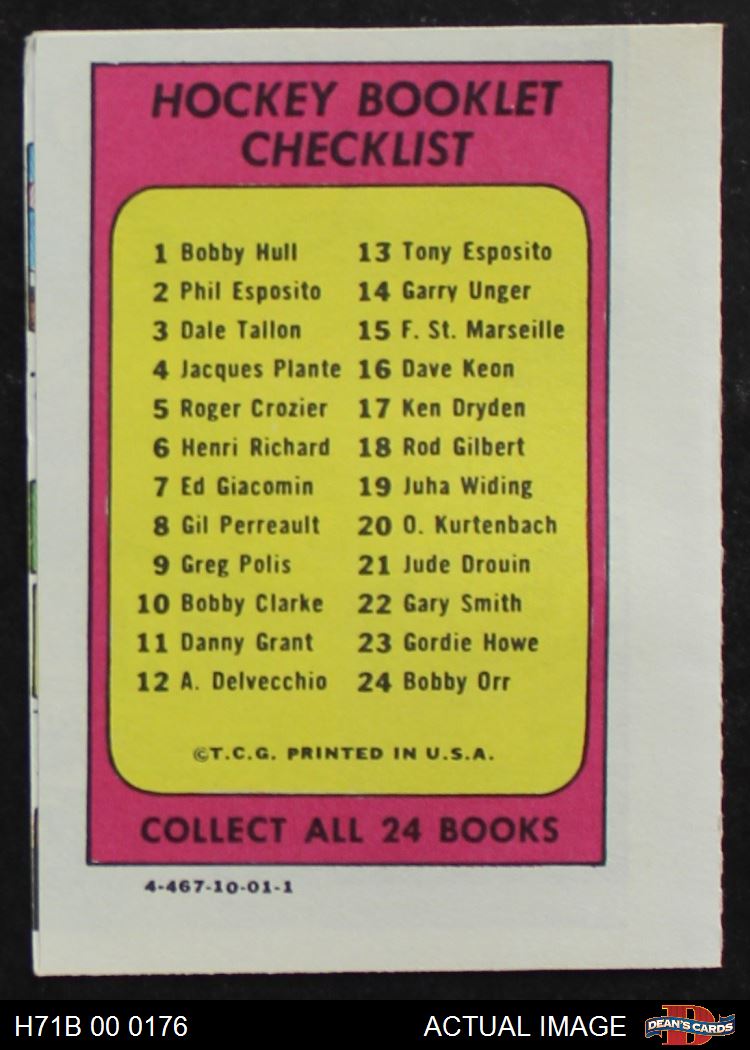 HOCKEY BOOKLET
CHECKLIST
1 Bobby Hull
2 Phil Esposito
3 Dale Tallon
4 Jacques Plante
5 Roger Crozier
6 Henri Richard
7 Ed Giacomin
8 Gil Perreault
9 Greg Polis
10 Bobby Clarke
11 Danny Grant
12 A. Delvecchio
13 Tony Esposito
14 Garry Unger
15 F. St. Marseille
16 Dave Keon
17 Ken Dryden
18 Rod Gilbert
19 Juha Widing
20 O. Kurtenbach
21 Jude Drouin
22 Gary Smith
23 Gordie Howe
24 Bobby Orr
©T.C.G. PRINTED IN U.S.A.
COLLECT ALL 24 BOOKS
4-467-10-01-1
H71B 00 0176
ACTUAL IMAGE
DEAN'S CARDS